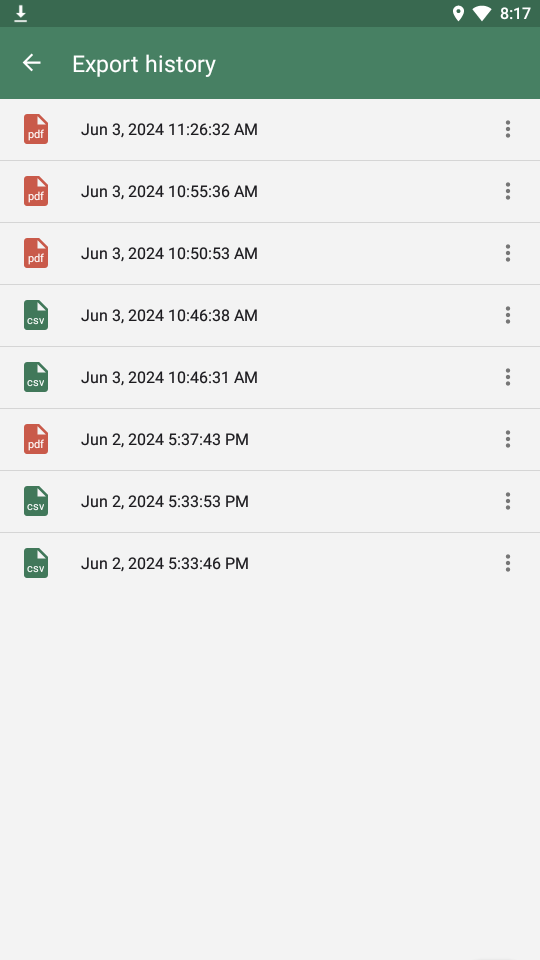 8:17
Export history
pdf Jun 3, 2024 11:26:32 AM
pdf Jun 3, 2024 10:55:36 AM
pdf Jun 3, 2024 10:50:53 AM
csv Jun 3, 2024 10:46:38 AM
csv Jun 3, 2024 10:46:31 AM
pdf Jun 2, 2024 5:37:43 PM
csv Jun 2, 2024 5:33:53 PM
csv Jun 2, 2024 5:33:46 PM